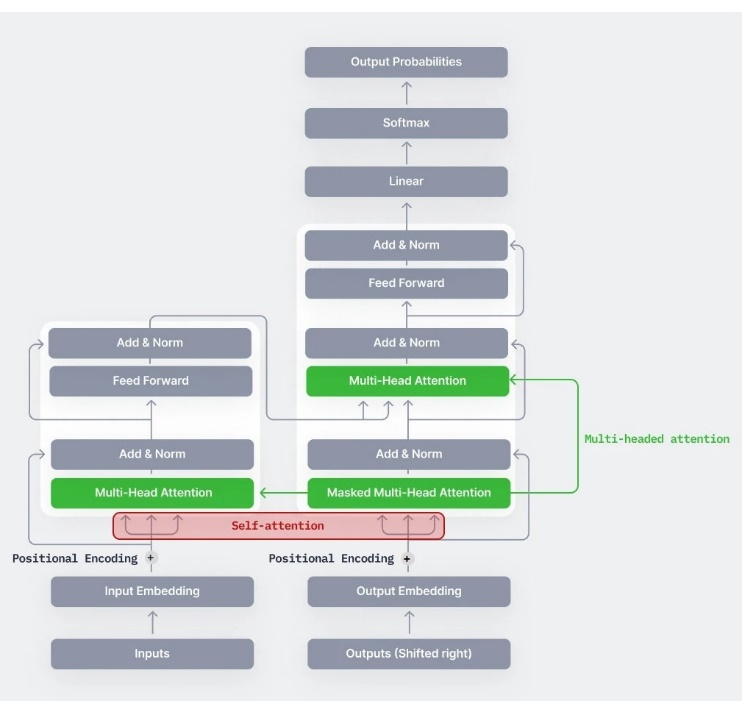 Output Probabilities
Softmax
Linear
Add & Norm
Feed Forward
Add & Norm
Add & Norm
Feed Forward
Multi-Head Attention
Multi-headed attention
Add & Norm
Add & Norm
Multi-Head Attention
Masked Multi-Head Attention
Self-attention
Positional Encoding +
Positional Encoding +
Input Embedding
Output Embedding
Inputs
Outputs (Shifted right)